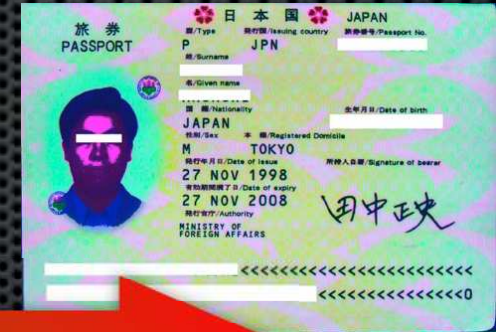 旅券
PASSPORT
日本国 JAPAN
型/Type 発行国/Issuing country 旅券番号/Passport No.
P JPN
姓/Surname
名/Given name
国籍/Nationality 生年月日/Date of birth
JAPAN
性別/Sex 本籍/Registered Domicile
M TOKYO
発行年月日/Date of issue 所持人自署/Signature of bearer
27 NOV 1998
有効期間満了日/Date of expiry
27 NOV 2008 田中正史
発行官庁/Authority
MINISTRY OF
FOREIGN AFFAIRS